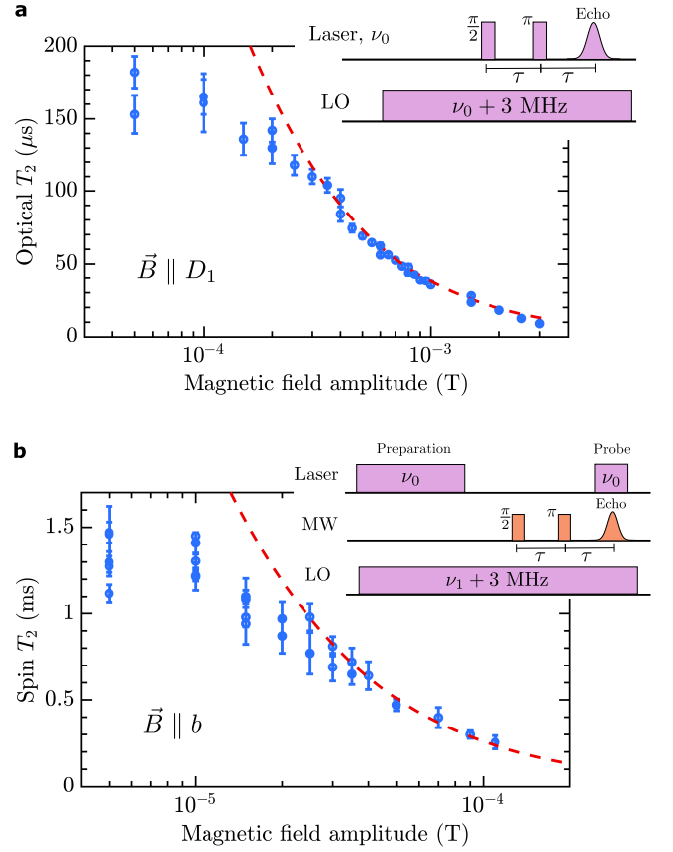 a
Laser, ν₀
π/2
π
Echo
τ
τ
LO
ν₀ + 3 MHz
200
150
100
50
0
Optical T₂ (μs)
B⃗ ∥ D₁
10⁻⁴
10⁻³
Magnetic field amplitude (T)
b
Preparation
Probe
Laser
ν₀
ν₀
MW
π/2
π
Echo
τ
τ
LO
ν₁ + 3 MHz
1.5
1
0.5
0
Spin T₂ (ms)
B⃗ ∥ b
10⁻⁵
10⁻⁴
Magnetic field amplitude (T)